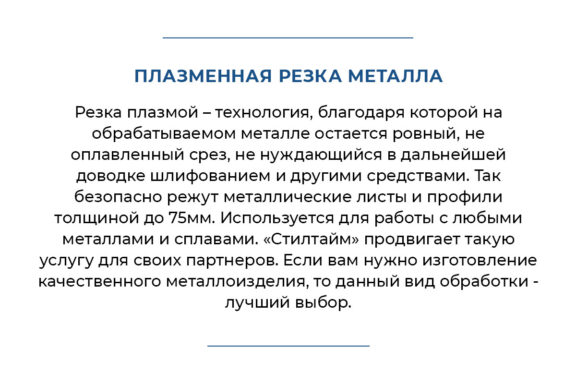 ПЛАЗМЕННАЯ РЕЗКА МЕТАЛЛА
Резка плазмой – технология, благодаря которой на
обрабатываемом металле остается ровный, не
оплавленный срез, не нуждающийся в дальнейшей
доводке шлифованием и другими средствами. Так
безопасно режут металлические листы и профили
толщиной до 75мм. Используется для работы с любыми
металлами и сплавами. «Стилтайм» продвигает такую
услугу для своих партнеров. Если вам нужно изготовление
качественного металлоизделия, то данный вид обработки -
лучший выбор.